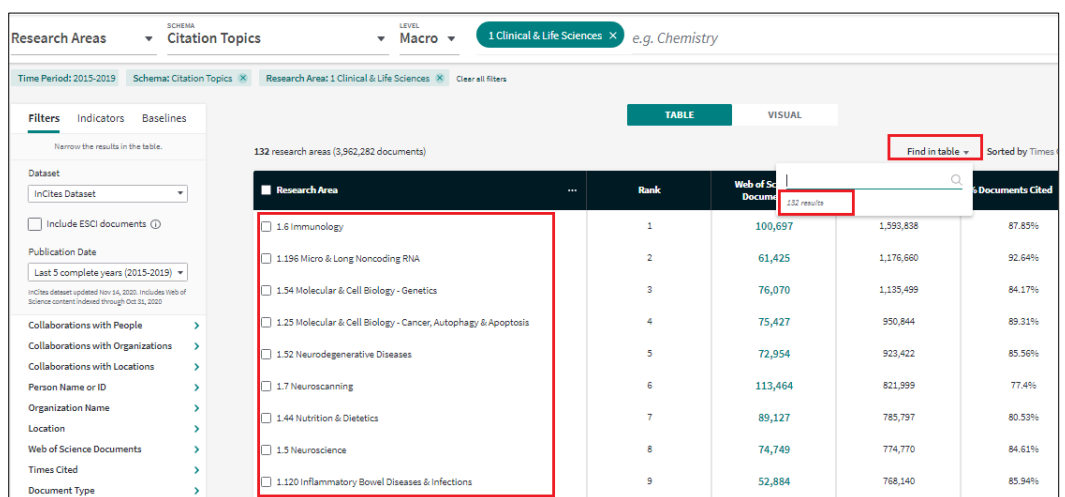 SCHEMA LEVEL
Research Areas Citation Topics Macro 1 Clinical & Life Sciences × e.g. Chemistry
Time Period: 2015-2019 Schema: Citation Topics × Research Area: 1 Clinical & Life Sciences × Clear all filters
Filters Indicators Baselines
TABLE VISUAL
Narrow the results in the table.
132 research areas (3,962,282 documents) Find in table Sorted by Times
Dataset
InCites Dataset
Include ESCI documents
Publication Date
Last 5 complete years (2015-2019)
InCites dataset updated Nov 14, 2020. Includes Web of
Science content indexed through Oct 31, 2020
Collaborations with People
Collaborations with Organizations
Collaborations with Locations
Person Name or ID
Organization Name
Location
Web of Science Documents
Times Cited
Document Type
Research Area ... Rank Web of Documents Cited
132 results
1.6 Immunology 1 100,697 1,593,838 87.85%
1.196 Micro & Long Noncoding RNA 2 61,425 1,176,660 92.64%
1.54 Molecular & Cell Biology - Genetics 3 76,070 1,135,499 84.17%
1.25 Molecular & Cell Biology - Cancer, Autophagy & Apoptosis 4 75,427 950,844 89.31%
1.52 Neurodegenerative Diseases 5 72,954 923,422 85.56%
1.7 Neuroscanning 6 113,464 821,999 77.4%
1.44 Nutrition & Dietetics 7 89,127 785,797 80.53%
1.5 Neuroscience 8 74,749 774,770 84.61%
1.120 Inflammatory Bowel Diseases & Infections 9 52,884 768,140 85.94%